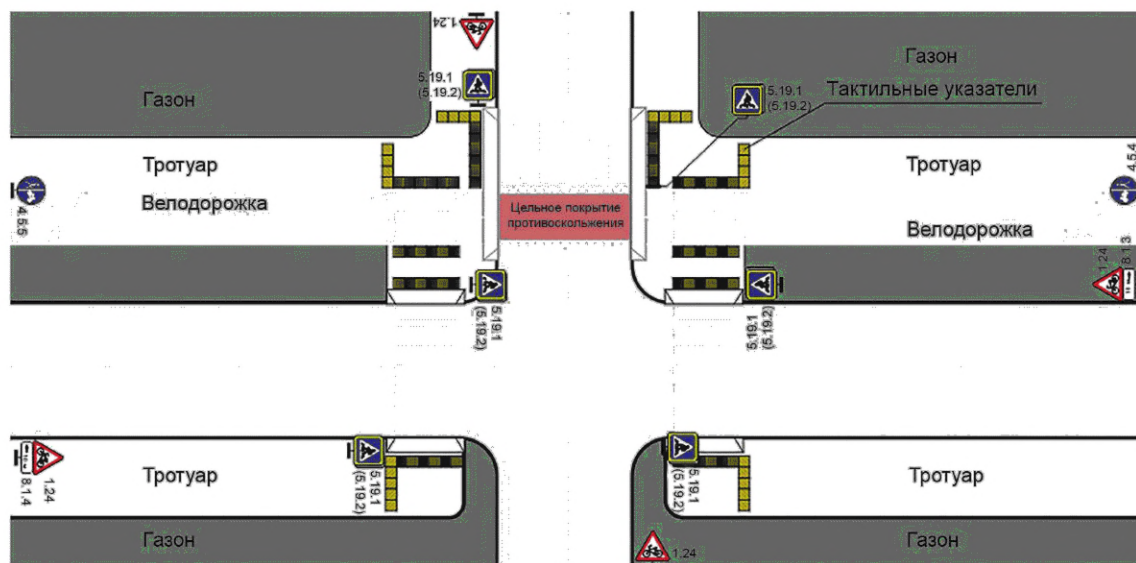 1.24
5.19.1
(5.19.2)
Газон
Газон
5.19.1
(5.19.2)
Тактильные указатели
Тротуар
Тротуар
4.5.4
4.5.5
Велодорожка
Цельное покрытие
противоскольжения
Велодорожка
1.24
8.1.3
5.19.1
(5.19.2)
5.19.1
(5.19.2)
8.1.4
1.24
Тротуар
5.19.1
(5.19.2)
5.19.1
(5.19.2)
Тротуар
Газон
1.24
Газон